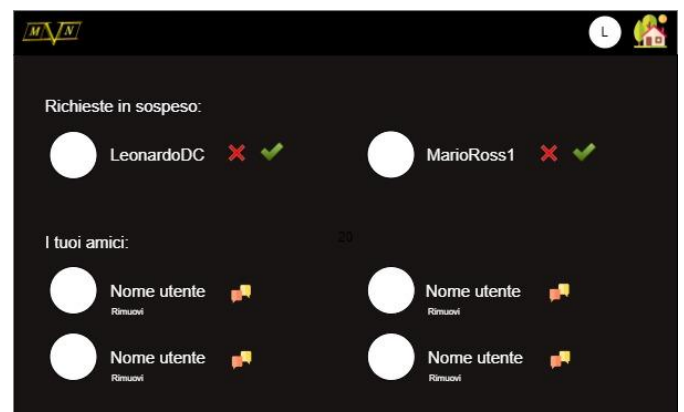 MVN
L
Richieste in sospeso:
LeonardoDC MarioRoss1
I tuoi amici:
20
Nome utente Nome utente
Rimuovi Rimuovi
Nome utente Nome utente
Rimuovi Rimuovi